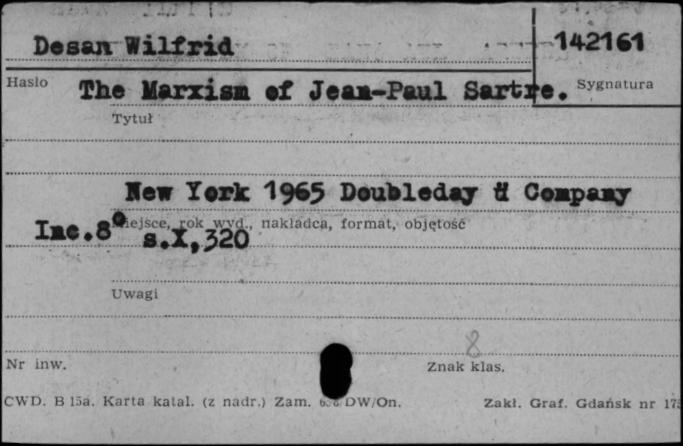 Desan Wilfrid
142161
Hasło
The Marxism of Jean-Paul Sartre.
Sygnatura
Tytuł
New York 1965 Doubleday & Company
Miejsce, rok wyd., nakładca, format, objętość
Inc.8°
s.X,320
Uwagi
8
Nr inw.
Znak klas.
CWD. B 15a. Karta katal. (z nadr.) Zam. DW/On.
Zakł. Graf. Gdańsk nr